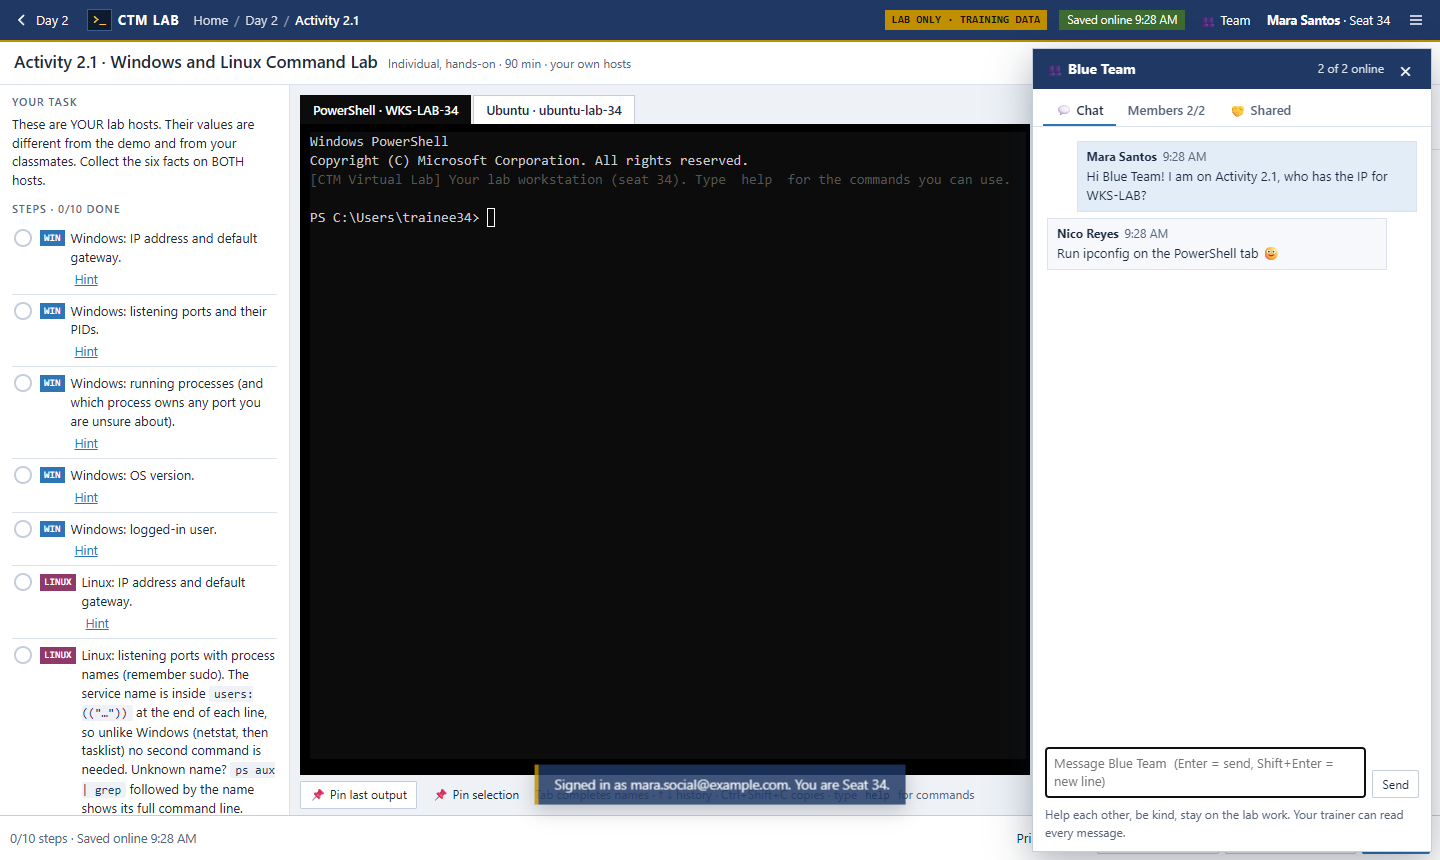 Day 2
>_ CTM LAB
Home / Day 2 / Activity 2.1
LAB ONLY · TRAINING DATA
Saved online 9:28 AM
Team
Mara Santos · Seat 34
Activity 2.1 · Windows and Linux Command Lab
Individual, hands-on · 90 min · your own hosts
YOUR TASK
These are YOUR lab hosts. Their values are
different from the demo and from your
classmates. Collect the six facts on BOTH
hosts.
STEPS · 0/10 DONE
WIN Windows: IP address and default
gateway.
Hint
WIN Windows: listening ports and their
PIDs.
Hint
WIN Windows: running processes (and
which process owns any port you
are unsure about).
Hint
WIN Windows: OS version.
Hint
WIN Windows: logged-in user.
Hint
LINUX Linux: IP address and default
gateway.
Hint
LINUX Linux: listening ports with process
names (remember sudo). The
service name is inside users:
(("…")) at the end of each line,
so unlike Windows (netstat, then
tasklist) no second command is
needed. Unknown name? ps aux
| grep followed by the name
shows its full command line.
PowerShell · WKS-LAB-34
Ubuntu · ubuntu-lab-34
Windows PowerShell
Copyright (C) Microsoft Corporation. All rights reserved.
[CTM Virtual Lab] Your lab workstation (seat 34). Type help for the commands you can use.
PS C:\Users\trainee34>
Pin last output
Pin selection
Tab completes names · ↑↓ history · Ctrl+Shift+C copies · type help for commands
Signed in as mara.social@example.com. You are Seat 34.
0/10 steps · Saved online 9:28 AM
Pri
Blue Team
2 of 2 online
Chat
Members 2/2
Shared
Mara Santos 9:28 AM
Hi Blue Team! I am on Activity 2.1, who has the IP for
WKS-LAB?
Nico Reyes 9:28 AM
Run ipconfig on the PowerShell tab
Message Blue Team (Enter = send, Shift+Enter =
new line)
Send
Help each other, be kind, stay on the lab work. Your trainer can read
every message.